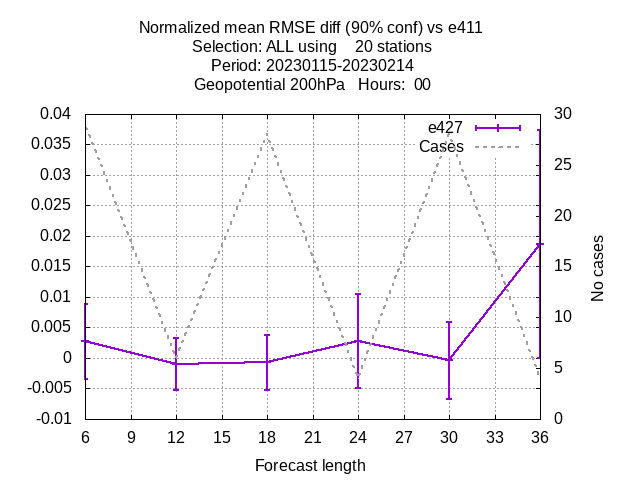 Normalized mean RMSE diff (90% conf) vs e411
Selection: ALL using    20 stations
Period: 20230115-20230214
Geopotential 200hPa   Hours:  00
e427
Cases
0.04
0.035
0.03
0.025
0.02
0.015
0.01
0.005
0
-0.005
-0.01
30
25
20
15
10
5
0
No cases
6 9 12 15 18 21 24 27 30 33 36
Forecast length